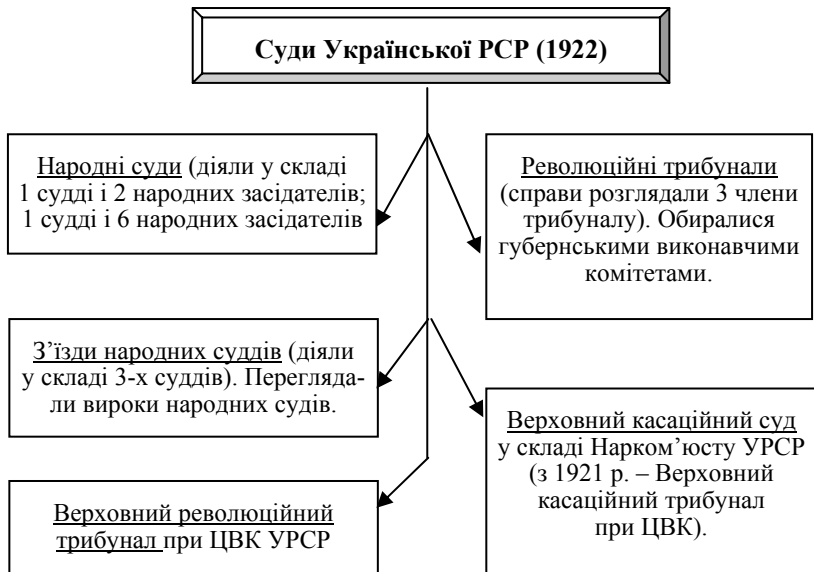 Суди Української РСР (1922)
Народні суди (діяли у складі
1 судді і 2 народних засідателів;
1 судді і 6 народних засідателів
Революційні трибунали
(справи розглядали 3 члени
трибуналу). Обиралися
губернськими виконавчими
комітетами.
З’їзди народних суддів (діяли
у складі 3-х суддів). Перегляда-
ли вироки народних судів.
Верховний касаційний суд
у складі Нарком’юсту УРСР
(з 1921 р. – Верховний
касаційний трибунал
при ЦВК).
Верховний революційний
трибунал при ЦВК УРСР